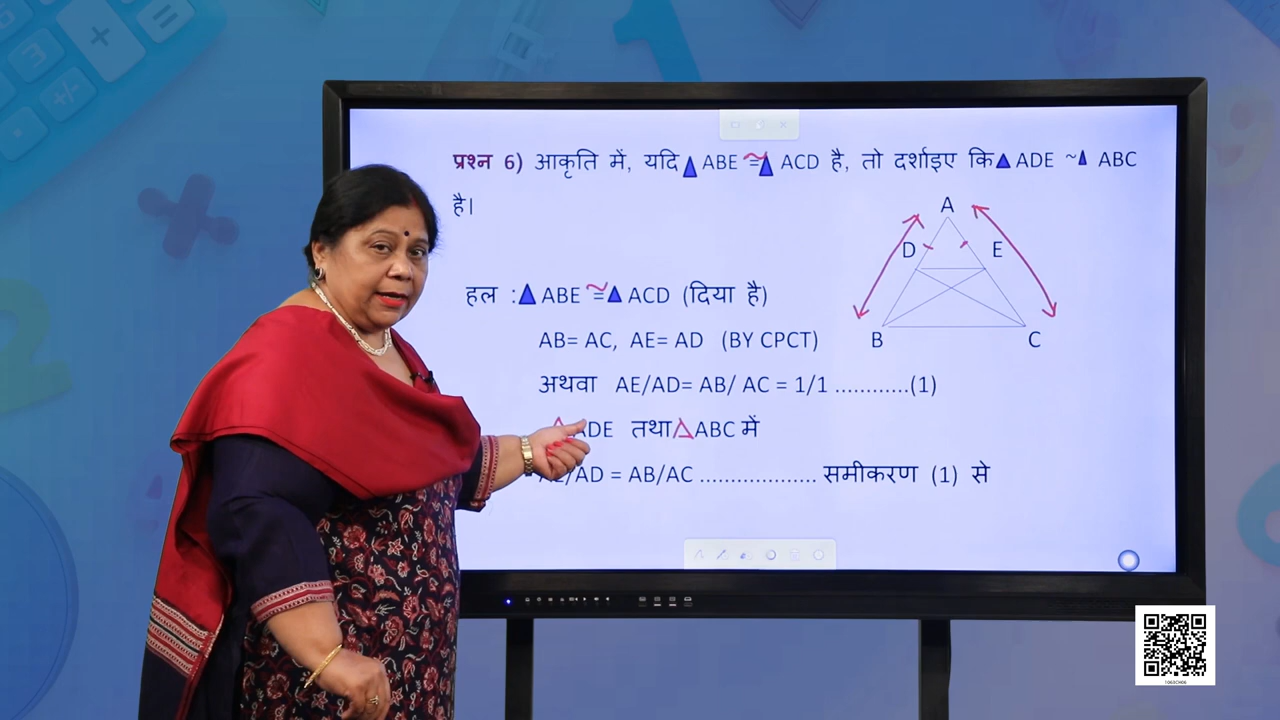 प्रश्न 6) आकृति में, यदि ▲ ABE ≅ ▲ ACD है, तो दर्शाइए कि ▲ ADE ~ ▲ ABC
है।
A
D E
B C
हल : ▲ ABE ≅ ▲ ACD (दिया है)
AB= AC, AE= AD (BY CPCT)
अथवा AE/AD= AB/ AC = 1/1 ............(1)
△ADE तथा △ABC में
/AD = AB/AC ................... समीकरण (1) से